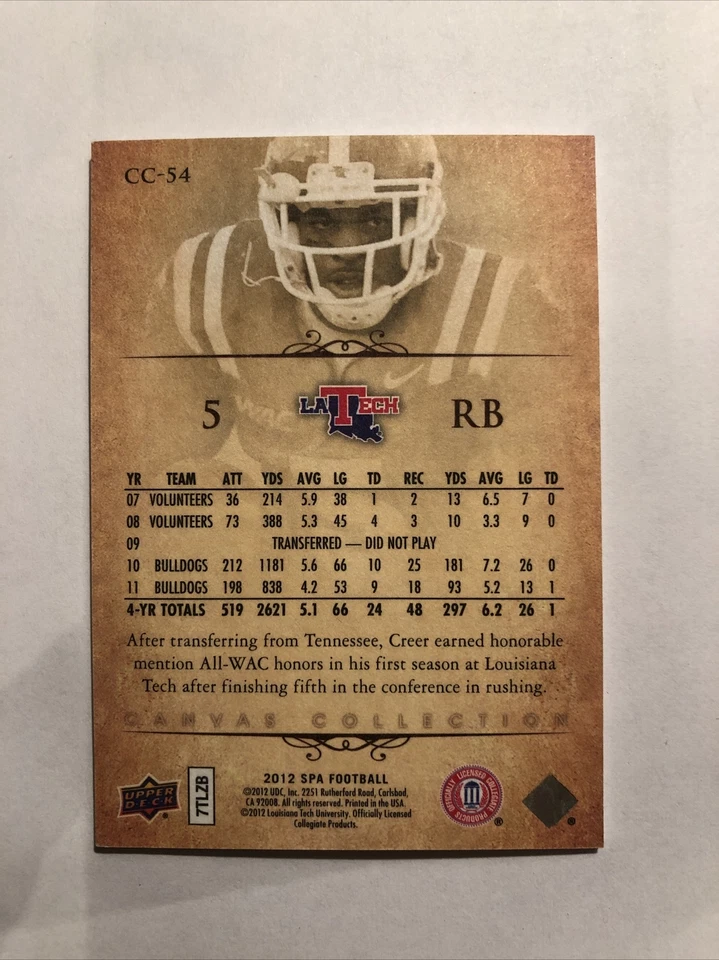 CC-54
5 LA TECH RB
YR TEAM ATT YDS AVG LG TD REC YDS AVG LG TD
07 VOLUNTEERS 36 214 5.9 38 1 2 13 6.5 7 0
08 VOLUNTEERS 73 388 5.3 45 4 3 10 3.3 9 0
09 TRANSFERRED — DID NOT PLAY
10 BULLDOGS 212 1181 5.6 66 10 25 181 7.2 26 0
11 BULLDOGS 198 838 4.2 53 9 18 93 5.2 13 1
4-YR TOTALS 519 2621 5.1 66 24 48 297 6.2 26 1
After transferring from Tennessee, Creer earned honorable
mention All-WAC honors in his first season at Louisiana
Tech after finishing fifth in the conference in rushing.
CANVAS COLLECTION
UPPER
DECK
7TLZB
2012 SPA FOOTBALL
©2012 UDC, Inc. 2251 Rutherford Road, Carlsbad,
CA 92008. All rights reserved. Printed in the USA.
©2012 Louisiana Tech University. Officially Licensed
Collegiate Products.
OFFICIALLY LICENSED COLLEGIATE PRODUCTS